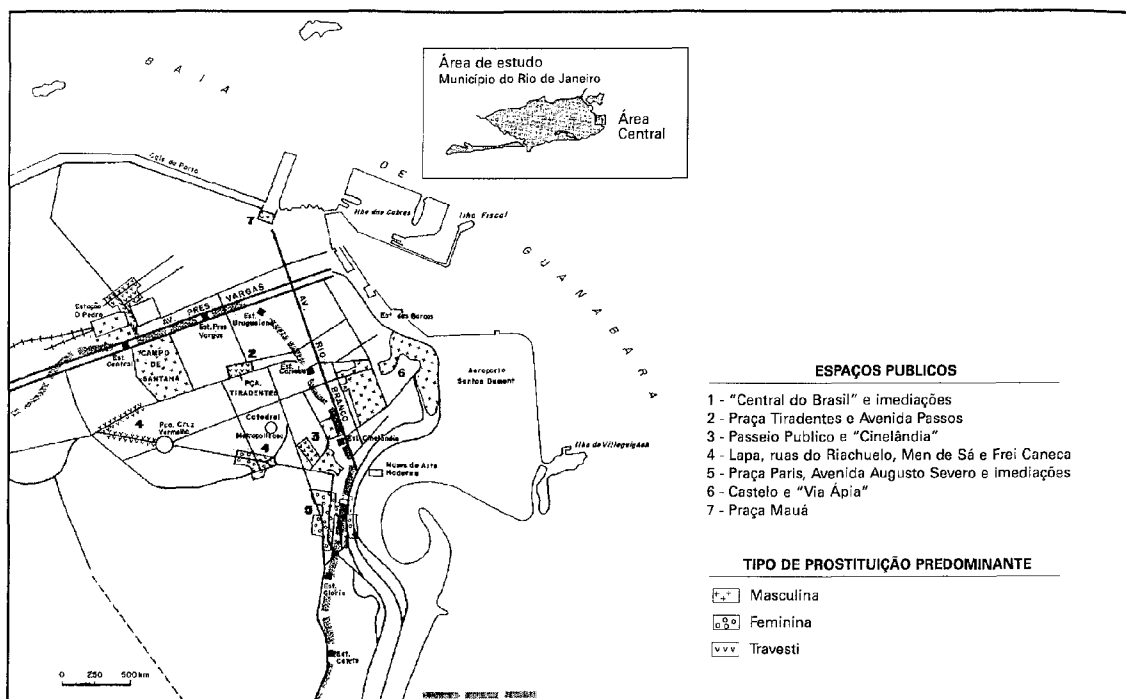 BAIA
DE
GUANABARA
Área de estudo
Município do Rio de Janeiro
Área
Central
Cais do Porto
7
Ilha das Cobras
Ilha Fiscal
Estação
D Pedro
AV. PRES VARGAS
Est. Pres
Vargas
Est.
Uruguaiana
Est. das Barcas
Est
Central
CAMPO
DE
SANTANA
2
PÇA.
TIRADENTES
Est. Carioca
AV. RIO BRANCO
6
Aeroporto
Santos Dumont
4
Pça. Cruz
Vermelha
Catedral
Metropolitana
4
3
Est. Cinelândia
Museu de Arte
Moderna
Ilha de Villegaignon
5
Est.
Glória
Est.
Catete
0 250 500km
ESPAÇOS PUBLICOS
1 - "Central do Brasil" e imediações
2 - Praça Tiradentes e Avenida Passos
3 - Passeio Publico e "Cinelândia"
4 - Lapa, ruas do Riachuelo, Men de Sá e Frei Caneca
5 - Praça Paris, Avenida Augusto Severo e imediações
6 - Castelo e "Via Ápia"
7 - Praça Mauá
TIPO DE PROSTITUIÇÃO PREDOMINANTE
Masculina
Feminina
Travesti